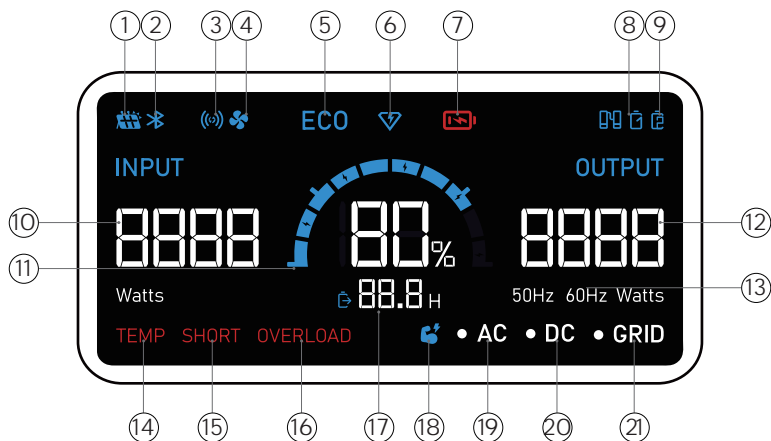 1 2 3 4 5 6 7 8 9
ECO
INPUT OUTPUT
10 8888 80% 8888 12
11
88.8 H 50Hz 60Hz Watts 13
Watts
TEMP SHORT OVERLOAD AC DC GRID
14 15 16 17 18 19 20 21